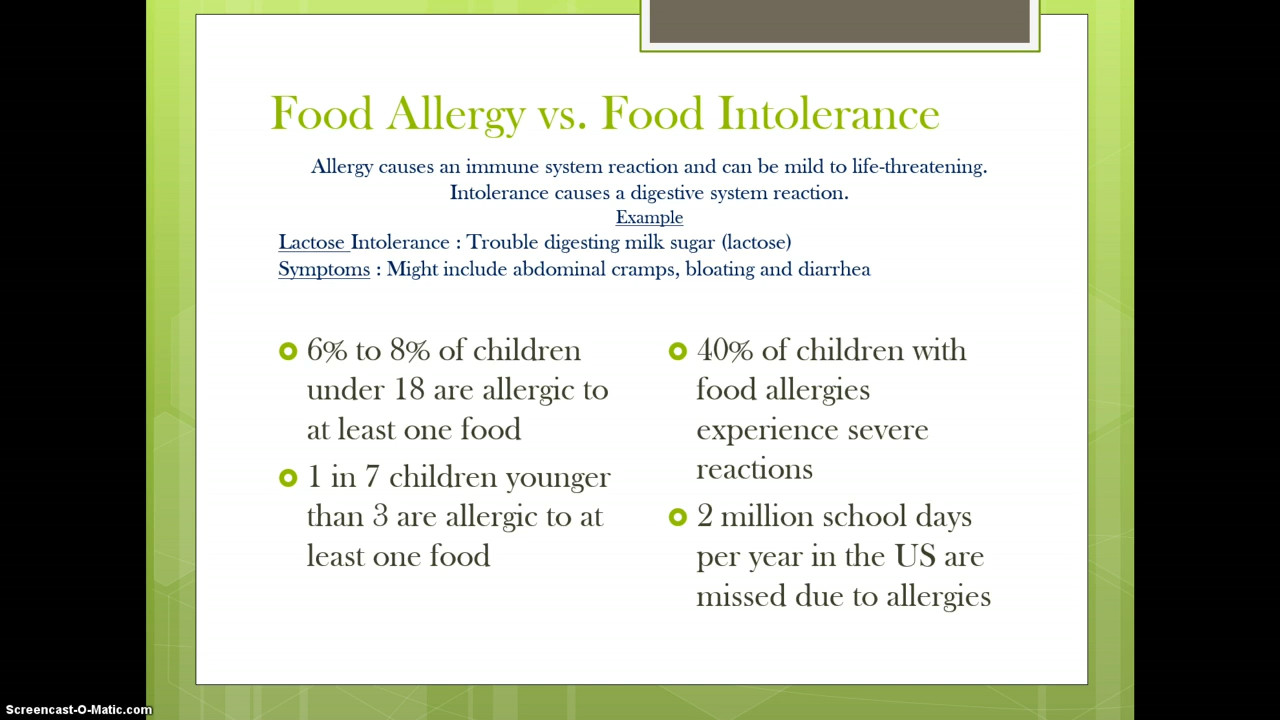 Food Allergy vs. Food Intolerance
Allergy causes an immune system reaction and can be mild to life-threatening.
Intolerance causes a digestive system reaction.
Example
Lactose Intolerance : Trouble digesting milk sugar (lactose)
Symptoms : Might include abdominal cramps, bloating and diarrhea
6% to 8% of children
under 18 are allergic to
at least one food
1 in 7 children younger
than 3 are allergic to at
least one food
40% of children with
food allergies
experience severe
reactions
2 million school days
per year in the US are
missed due to allergies
Screencast-O-Matic.com